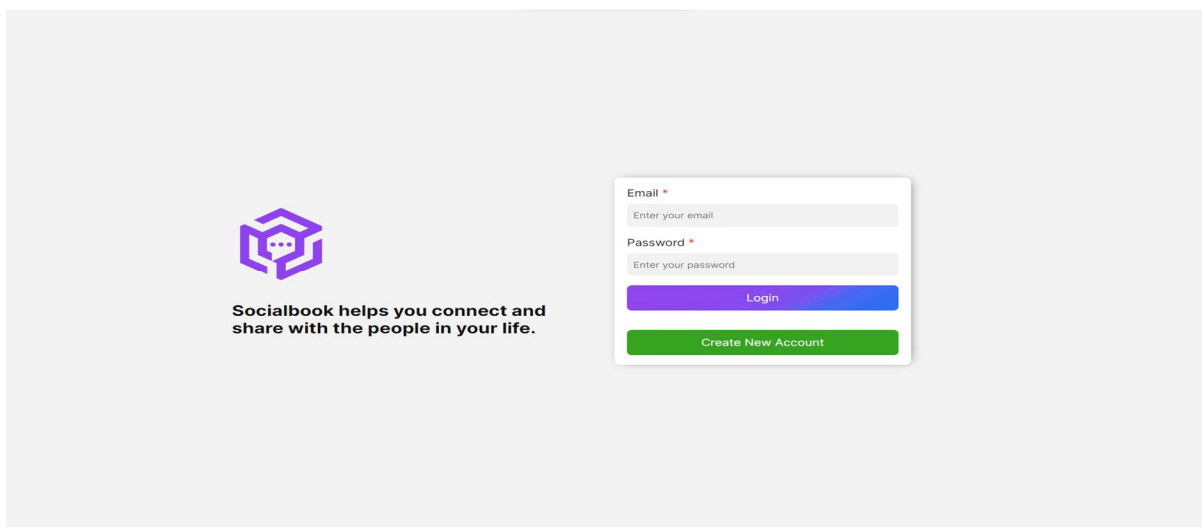 Socialbook helps you connect and
share with the people in your life.
Email *
Enter your email
Password *
Enter your password
Login
Create New Account